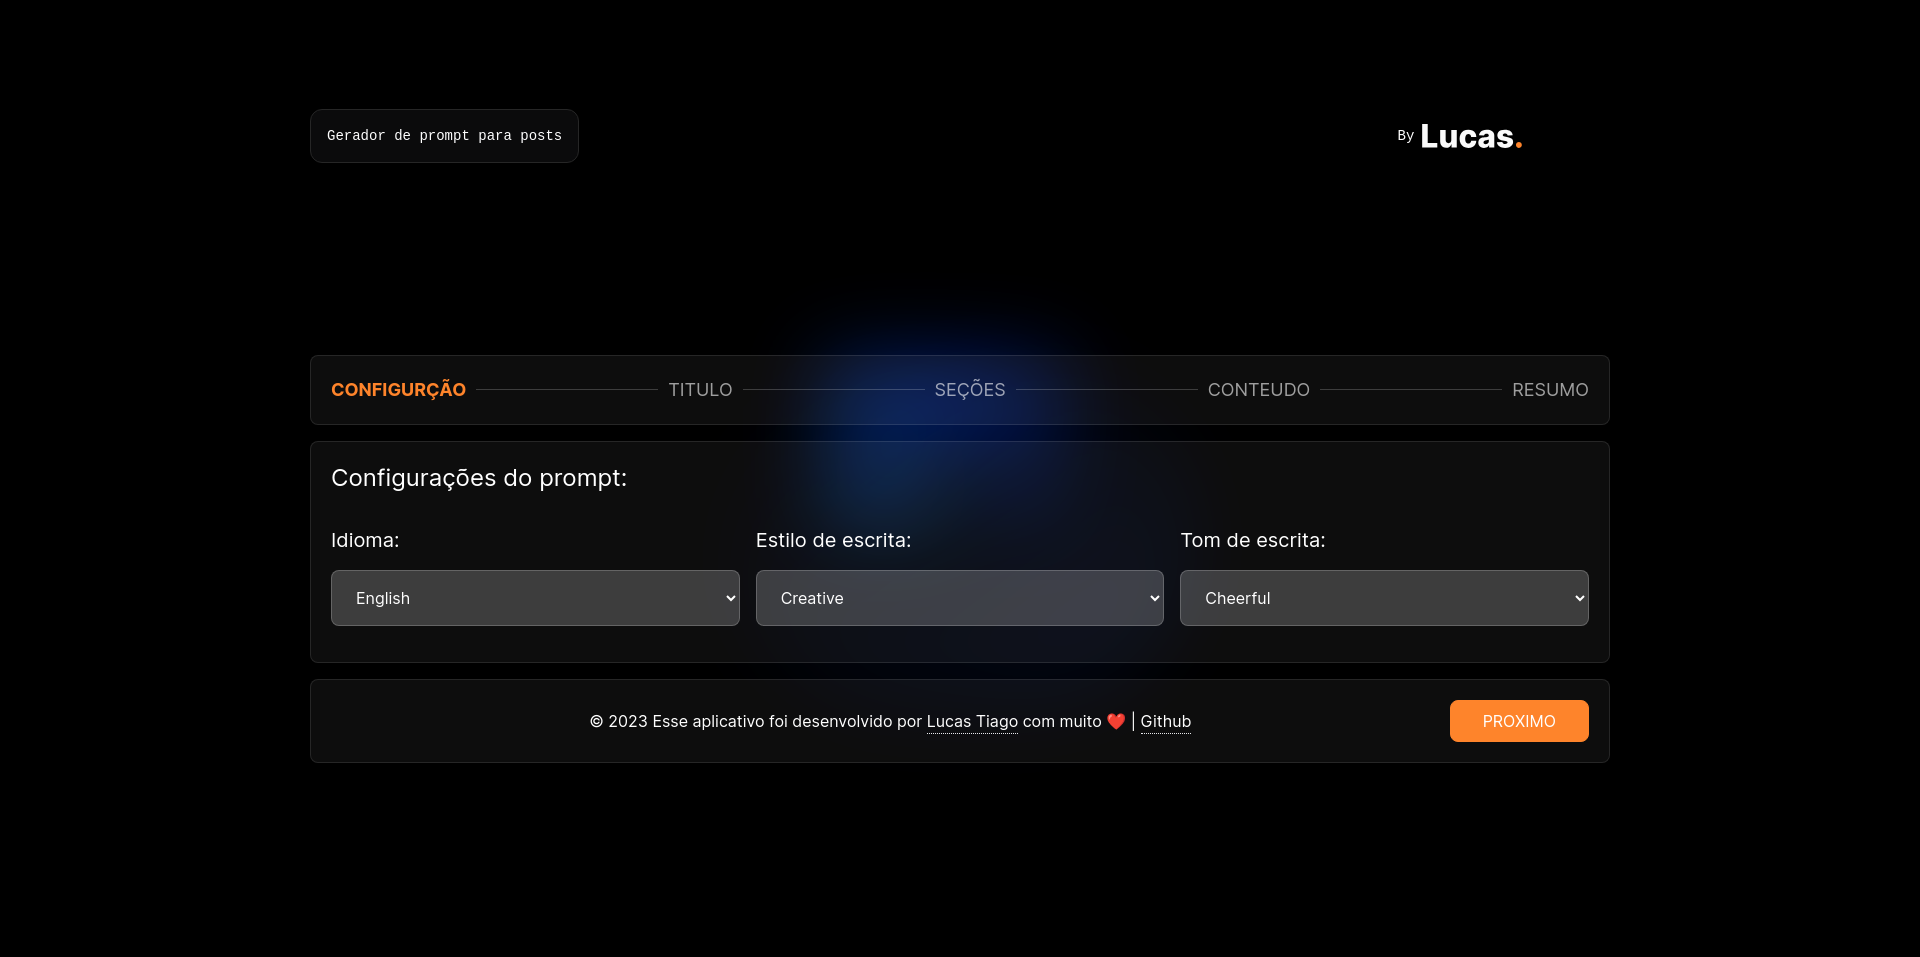 Gerador de prompt para posts
By Lucas.
CONFIGURÇÃO TITULO SEÇÕES CONTEUDO RESUMO
Configurações do prompt:
Idioma: Estilo de escrita: Tom de escrita:
English Creative Cheerful
© 2023 Esse aplicativo foi desenvolvido por Lucas Tiago com muito ❤️ | Github PROXIMO